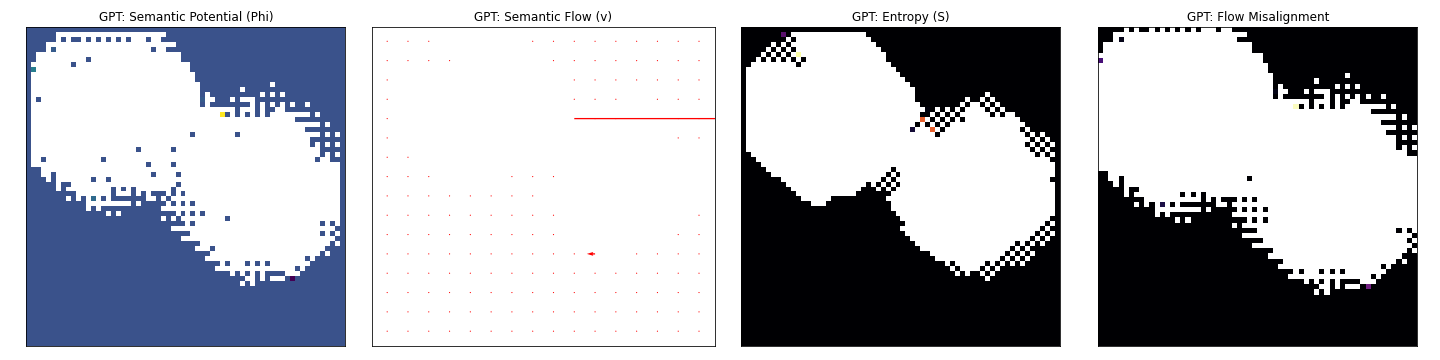 GPT: Semantic Potential (Phi)
GPT: Semantic Flow (v)
GPT: Entropy (S)
GPT: Flow Misalignment